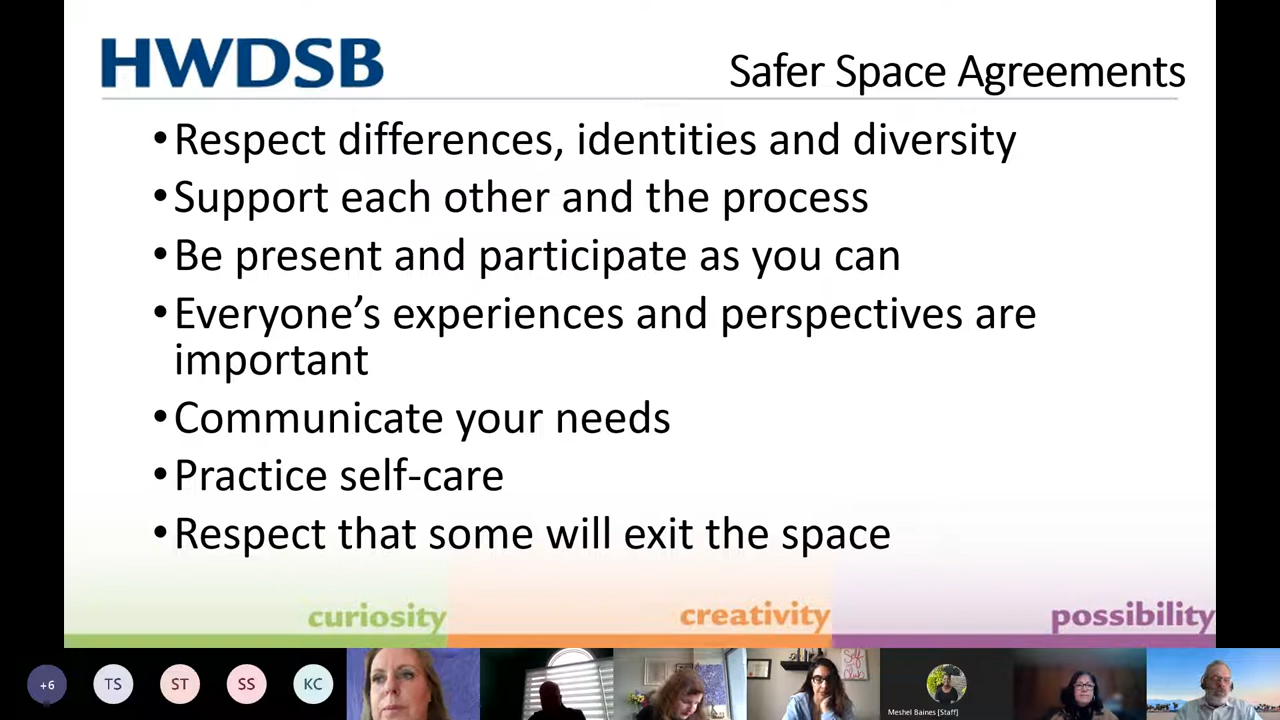 HWDSB
Safer Space Agreements
•Respect differences, identities and diversity
•Support each other and the process
•Be present and participate as you can
•Everyone’s experiences and perspectives are
important
•Communicate your needs
•Practice self-care
•Respect that some will exit the space
curiosity
creativity
possibility
+6
TS
ST
SS
KC
Meshel Baines [Staff]